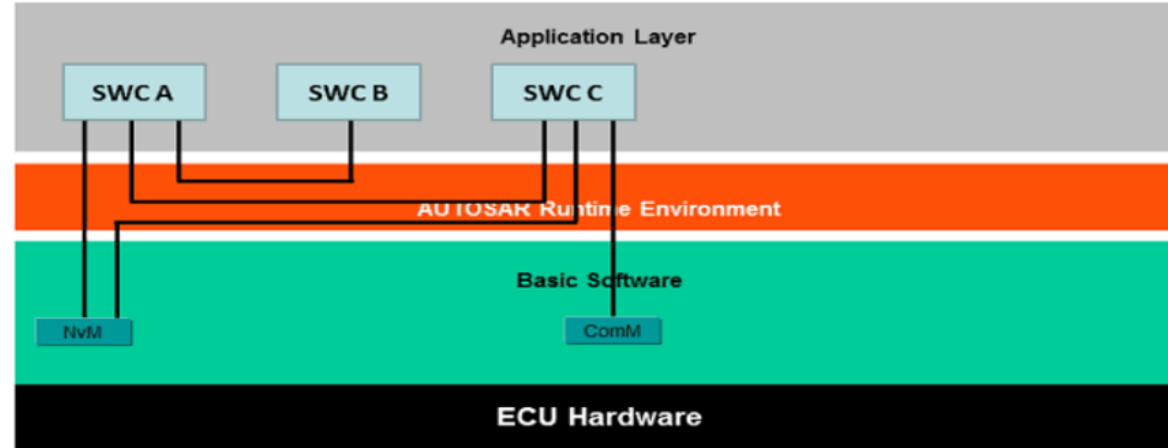 Application Layer
SWC A
SWC B
SWC C
AUTOSAR Runtime Environment
Basic Software
NvM
ComM
ECU Hardware